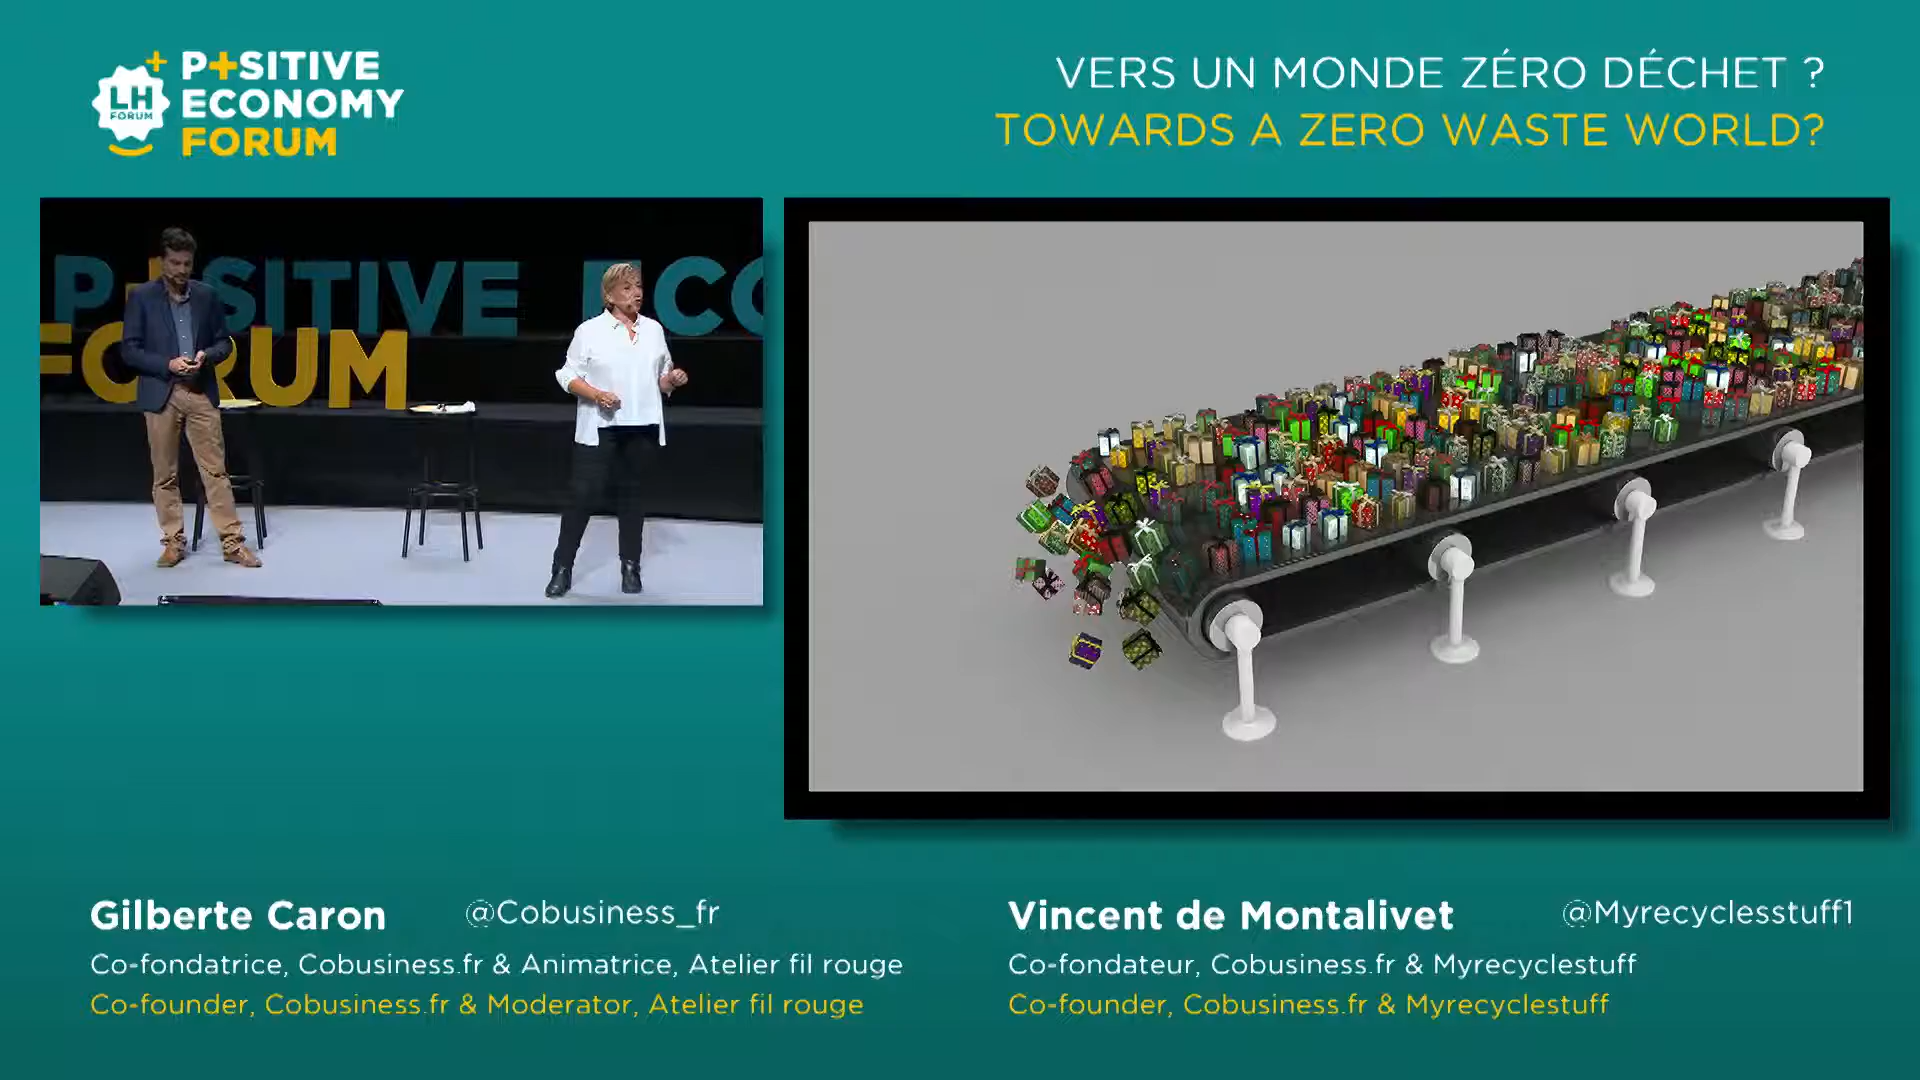 P+SITIVE
ECONOMY
FORUM
LH
FORUM
VERS UN MONDE ZÉRO DÉCHET ?
TOWARDS A ZERO WASTE WORLD?
P+SITIVE ECO
FORUM
Gilberte Caron @Cobusiness_fr
Co-fondatrice, Cobusiness.fr & Animatrice, Atelier fil rouge
Co-founder, Cobusiness.fr & Moderator, Atelier fil rouge
Vincent de Montalivet @Myrecyclesstuff1
Co-fondateur, Cobusiness.fr & Myrecyclestuff
Co-founder, Cobusiness.fr & Myrecyclestuff